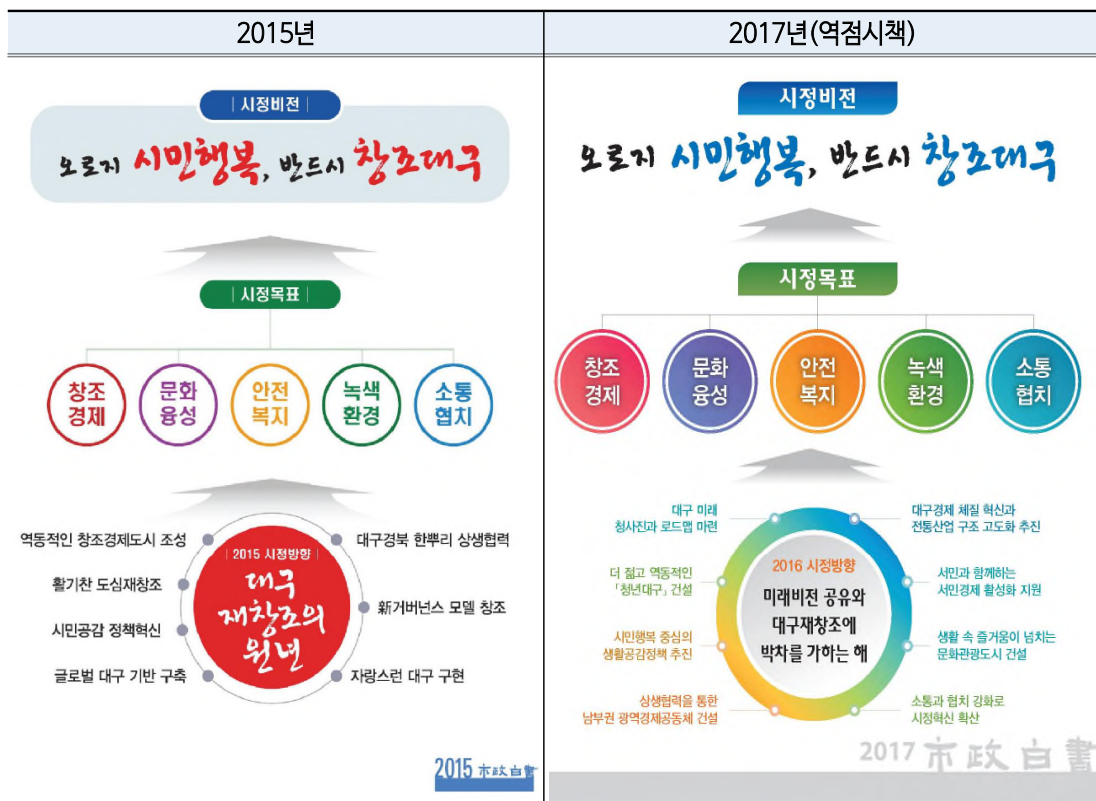 2015년
2017년(역점시책)
시정비전
오로지 시민행복, 반드시 창조대구
시정목표
창조
경제
문화
융성
안전
복지
녹색
환경
소통
협치
2015 시정방향
대구
재창조의
원년
역동적인 창조경제도시 조성
활기찬 도심재창조
시민공감 정책혁신
글로벌 대구 기반 구축
대구경북 한뿌리 상생협력
新거버넌스 모델 창조
자랑스런 대구 구현
2015 市政白書
시정비전
오로지 시민행복, 반드시 창조대구
시정목표
창조
경제
문화
융성
안전
복지
녹색
환경
소통
협치
2016 시정방향
미래비전 공유와
대구재창조에
박차를 가하는 해
대구 미래
청사진과 로드맵 마련
더 젊고 역동적인
「청년대구」 건설
시민행복 중심의
생활공감정책 추진
상생협력을 통한
남부권 광역경제공동체 건설
대구경제 체질 혁신과
전통산업 구조 고도화 추진
서민과 함께하는
서민경제 활성화 지원
생활 속 즐거움이 넘치는
문화관광도시 건설
소통과 협치 강화로
시정혁신 확산
2017 市政白書